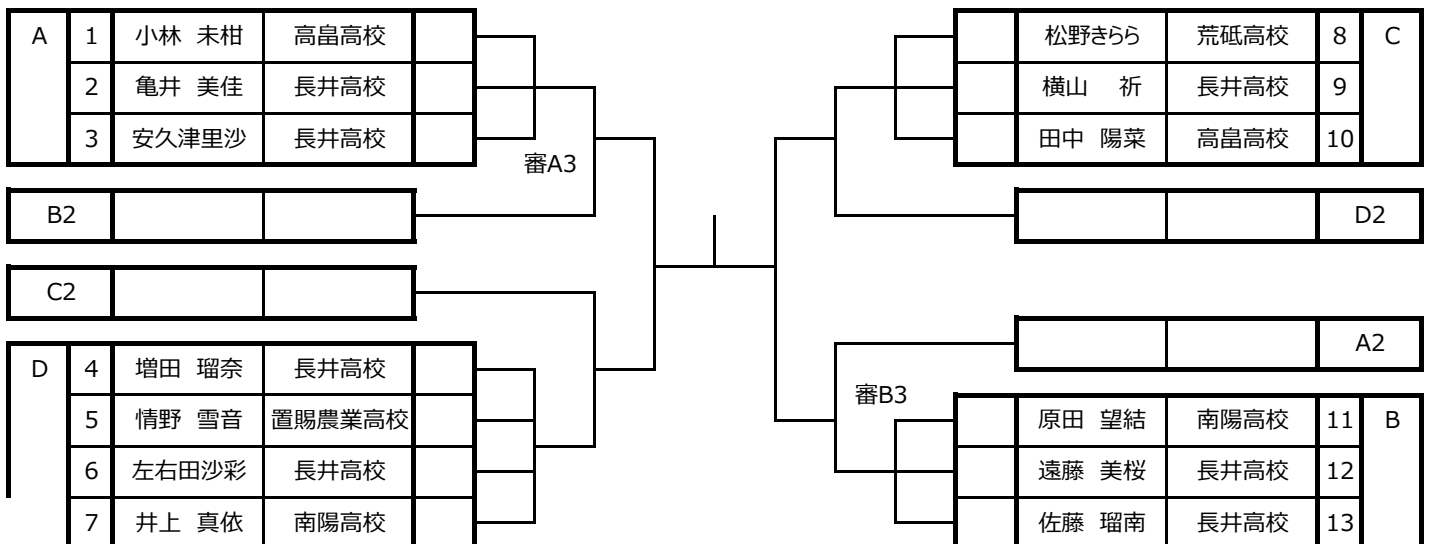 A 1 小林 未柑 高畠高校
2 亀井 美佳 長井高校
3 安久津里沙 長井高校
審A3
B2
C2
D 4 増田 瑠奈 長井高校
5 情野 雪音 置賜農業高校
6 左右田沙彩 長井高校
7 井上 真依 南陽高校
松野きらら 荒砥高校 8 C
横山 祈 長井高校 9
田中 陽菜 高畠高校 10
D2
A2
審B3
原田 望結 南陽高校 11 B
遠藤 美桜 長井高校 12
佐藤 瑠南 長井高校 13